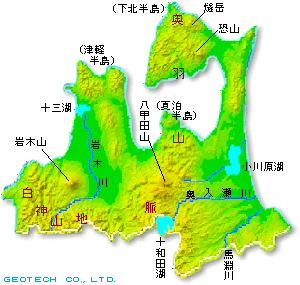 (下北半島)
燧岳
恐山
奥羽山脈
(津軽
半島)
十三湖
八甲田山
(夏泊
半島)
岩木山
岩木川
小川原湖
奥入瀬川
白神山地
十和田湖
馬淵川
GEOTECH CO., LTD.